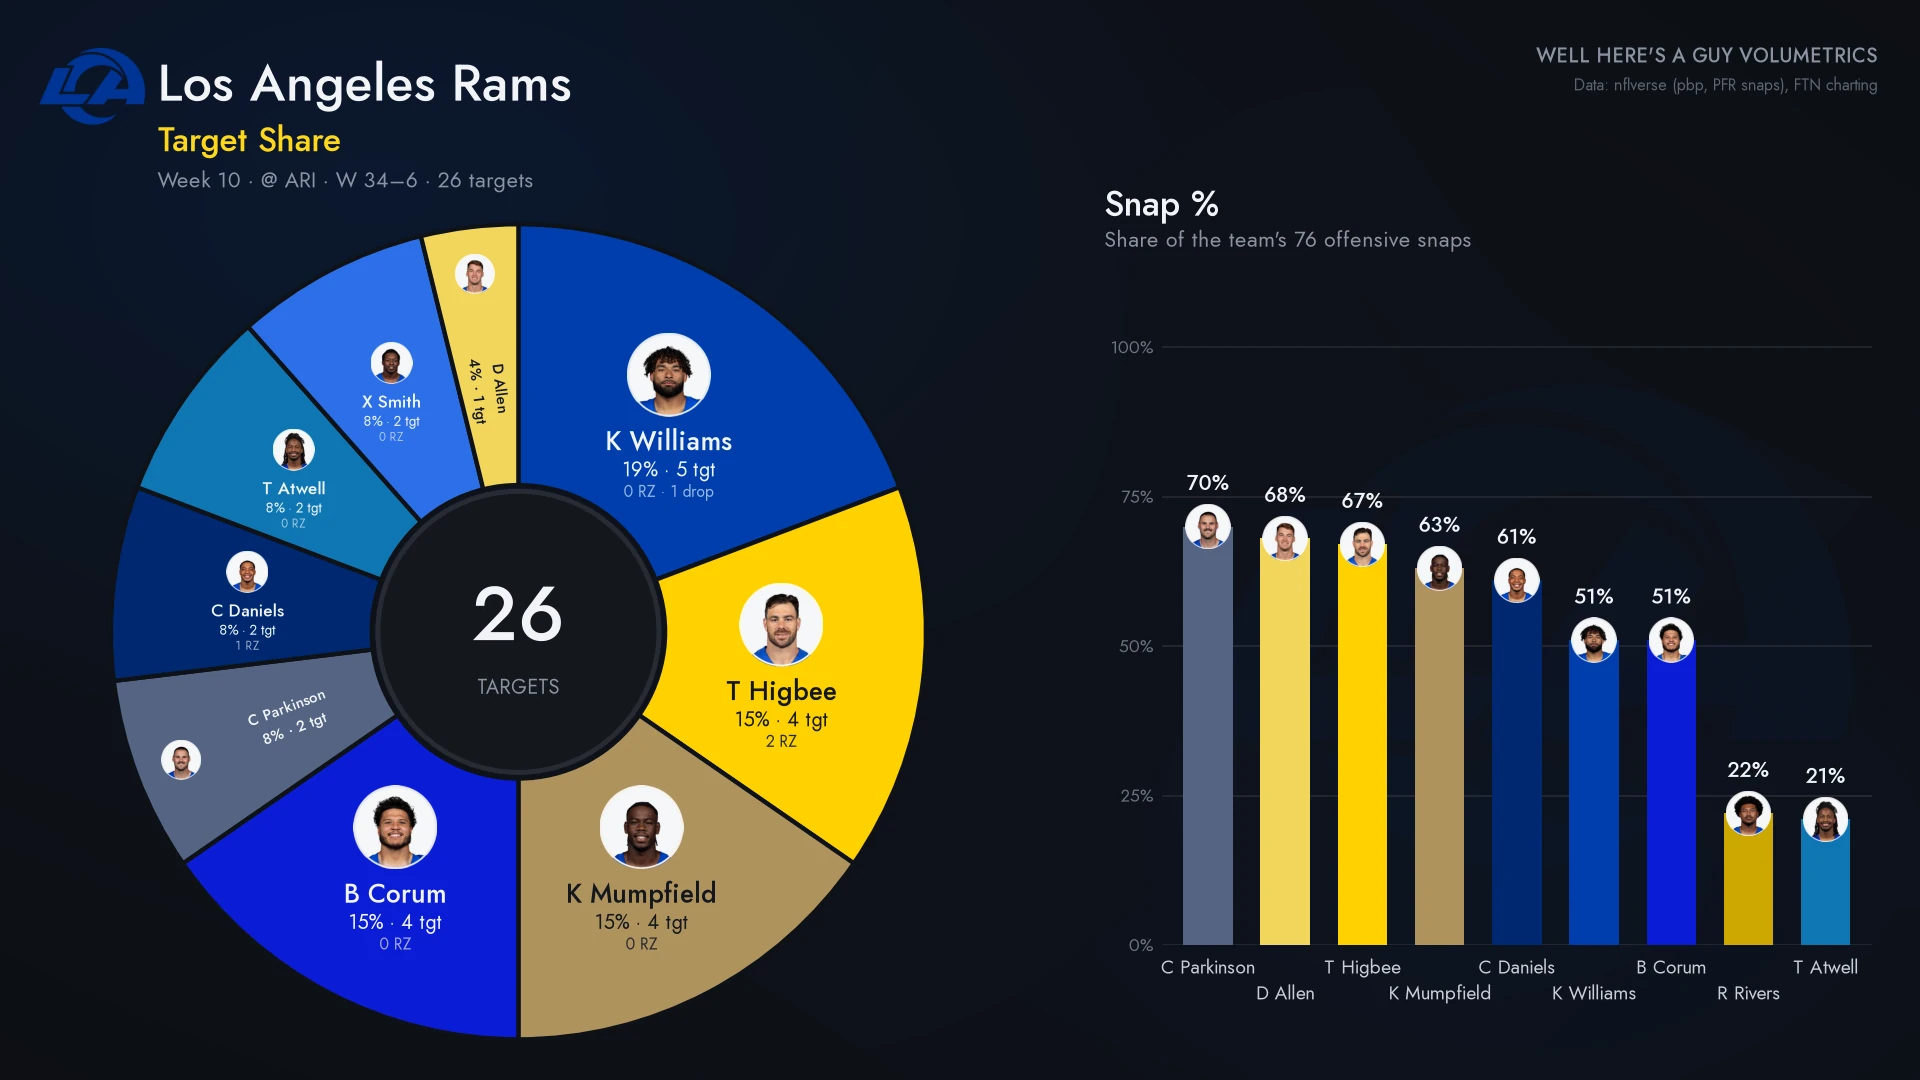 Los Angeles Rams
Target Share
Week 10 · @ ARI · W 34–6 · 26 targets
WELL HERE'S A GUY VOLUMETRICS
Data: nflverse (pbp, PFR snaps), FTN charting
K Williams
19% · 5 tgt
0 RZ · 1 drop
T Higbee
15% · 4 tgt
2 RZ
K Mumpfield
15% · 4 tgt
0 RZ
B Corum
15% · 4 tgt
0 RZ
C Parkinson
8% · 2 tgt
C Daniels
8% · 2 tgt
1 RZ
T Atwell
8% · 2 tgt
0 RZ
X Smith
8% · 2 tgt
0 RZ
D Allen
4% · 1 tgt
26
TARGETS
Snap %
Share of the team's 76 offensive snaps
100%
75%
50%
25%
0%
70%
68%
67%
63%
61%
51%
51%
22%
21%
C Parkinson
D Allen
T Higbee
K Mumpfield
C Daniels
K Williams
B Corum
R Rivers
T Atwell